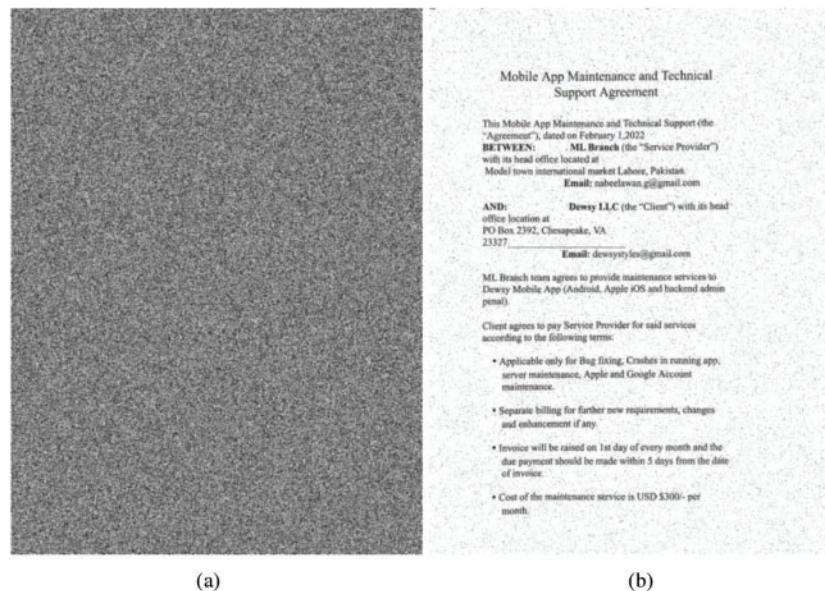 Mobile App Maintenance and Technical
Support Agreement
This Mobile App Maintenance and Technical Support (the
"Agreement"), dated on February 1,2022
BETWEEN: ML Branch (the "Service Provider")
with its head office located at
Model town international market Lahore, Pakistan.
Email: nabeelawan.g@gmail.com
AND: Dewsy LLC (the "Client") with its head
office location at
PO Box 2392, Chesapeake, VA
23327____________________
Email: dewsystyles@gmail.com
ML Branch team agrees to provide maintenance services to
Dewsy Mobile App (Android, Apple iOS and backend admin
penal).
Client agrees to pay Service Provider for said services
according to the following terms:
• Applicable only for Bug fixing, Crashes in running app,
server maintenance, Apple and Google Account
maintenance.
• Separate billing for further new requirements, changes
and enhancement if any.
• Invoice will be raised on 1st day of every month and the
due payment should be made within 5 days from the date
of invoice.
• Cost of the maintenance service is USD $300/- per
month.
(a) (b)